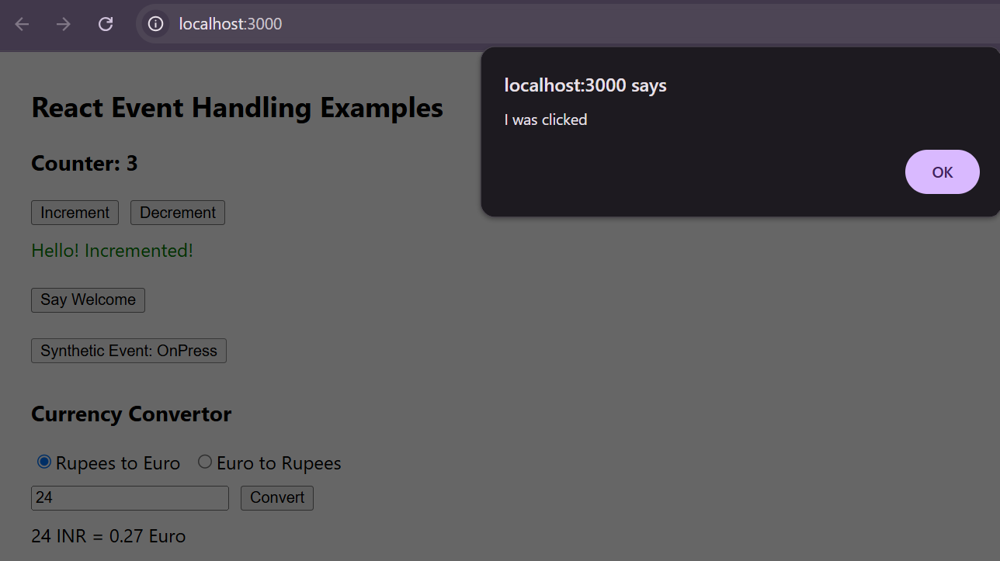 localhost:3000
localhost:3000 says
I was clicked
OK
React Event Handling Examples
Counter: 3
Increment Decrement
Hello! Incremented!
Say Welcome
Synthetic Event: OnPress
Currency Convertor
Rupees to Euro Euro to Rupees
24 Convert
24 INR = 0.27 Euro